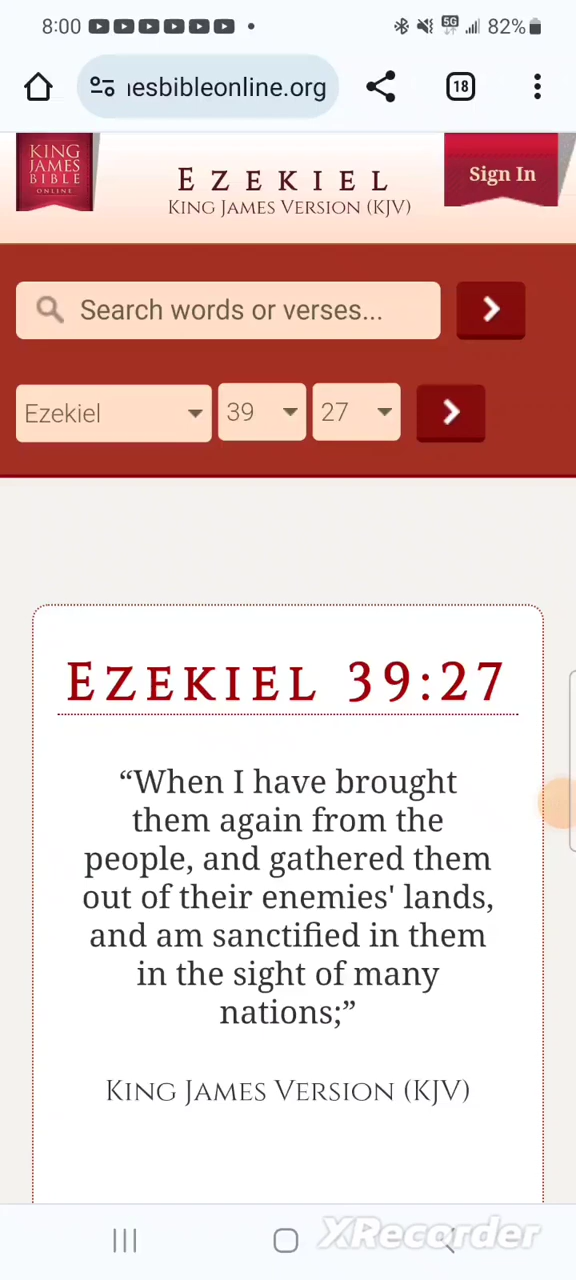 8:00 5G 82%
iesbibleonline.org 18
KING
JAMES
BIBLE
ONLINE
EZEKIEL
KING JAMES VERSION (KJV)
Sign In
Search words or verses...
Ezekiel 39 27
EZEKIEL 39:27
“When I have brought
them again from the
people, and gathered them
out of their enemies' lands,
and am sanctified in them
in the sight of many
nations;”
KING JAMES VERSION (KJV)
XRecorder